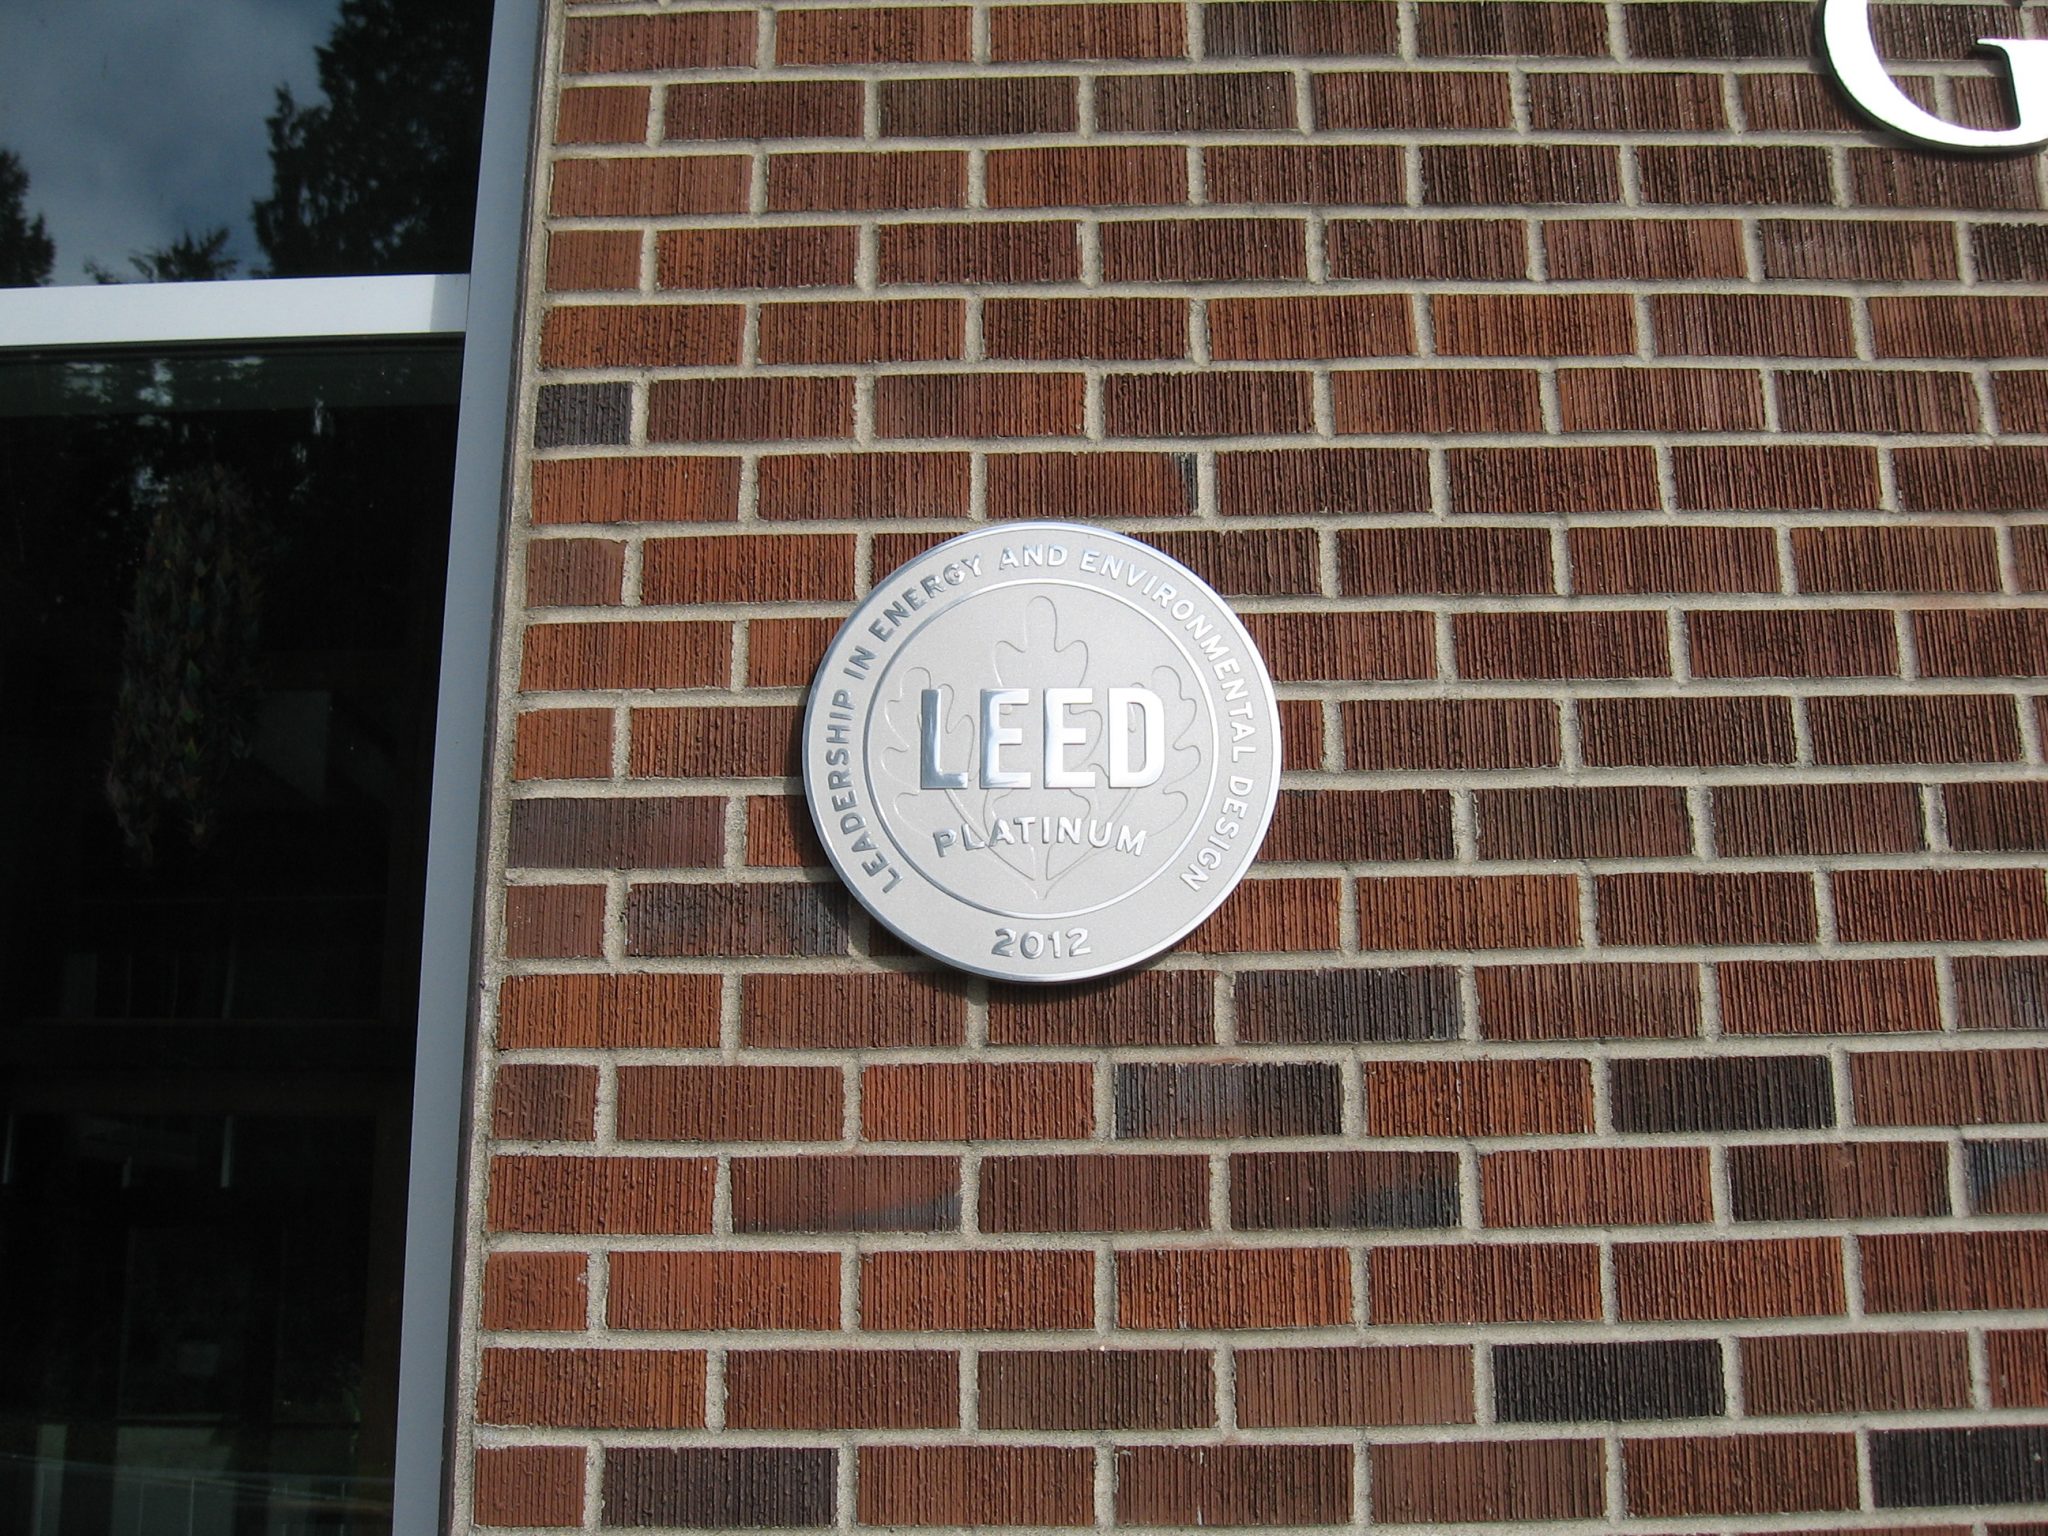 G
LEADERSHIP IN ENERGY AND ENVIRONMENTAL DESIGN
LEED
PLATINUM
2012